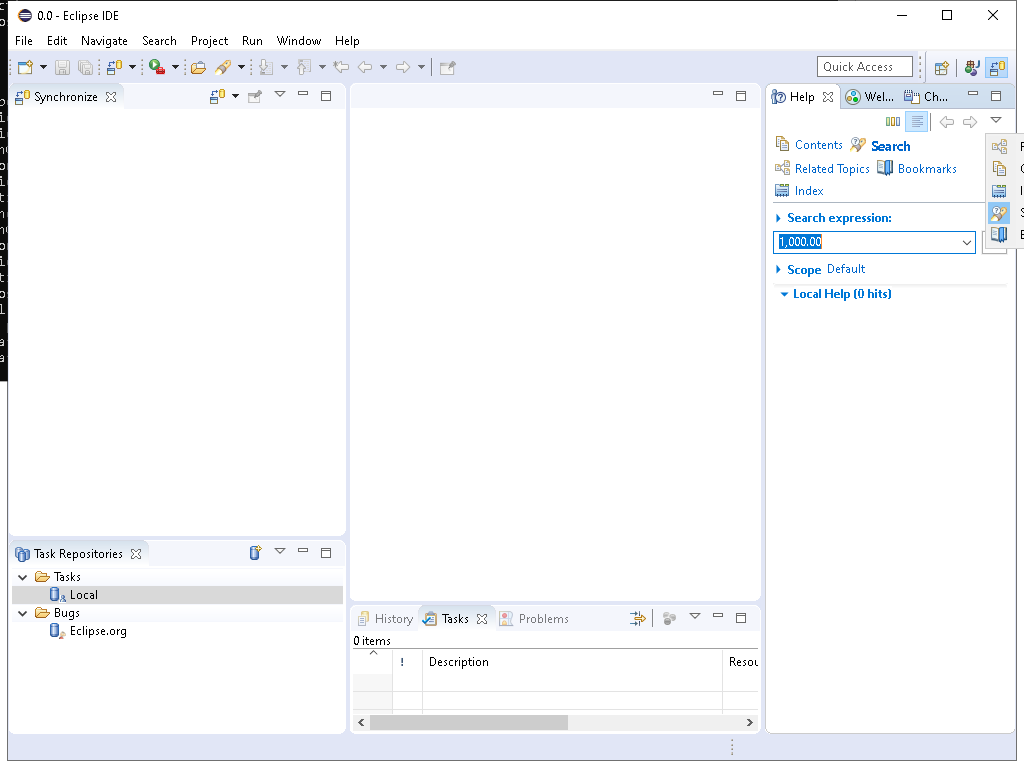 0.0 - Eclipse IDE
File Edit Navigate Search Project Run Window Help
Quick Access
Synchronize
Help Wel... Ch...
Contents Search
Related Topics Bookmarks
Index
Search expression:
1,000.00
Scope Default
Local Help (0 hits)
Task Repositories
Tasks
Local
Bugs
Eclipse.org
History Tasks Problems
0 items
! Description Resou